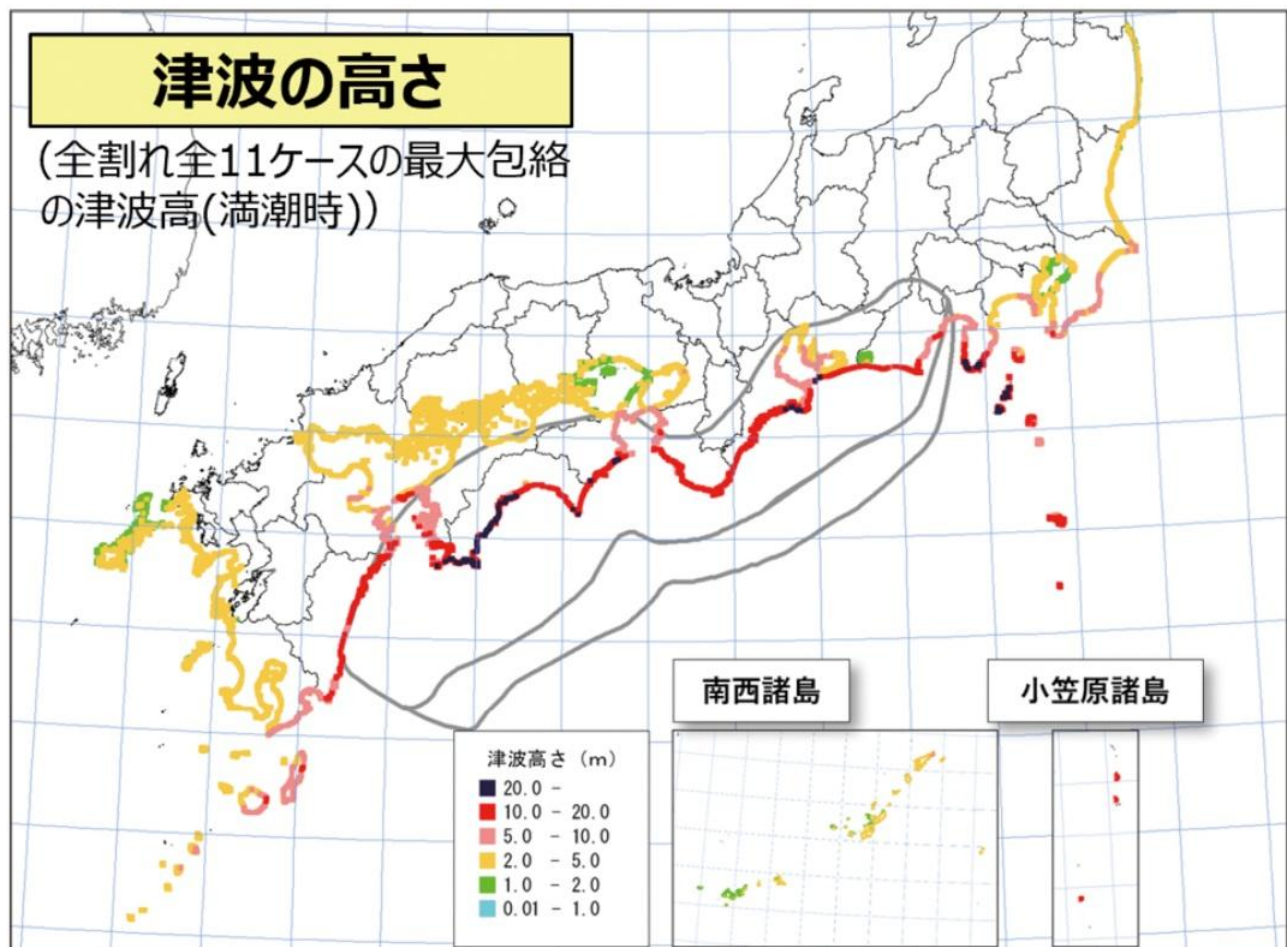 津波の高さ
(全割れ全11ケースの最大包絡
の津波高(満潮時))
南西諸島
小笠原諸島
津波高さ (m)
20.0 -
10.0 - 20.0
5.0 - 10.0
2.0 - 5.0
1.0 - 2.0
0.01 - 1.0